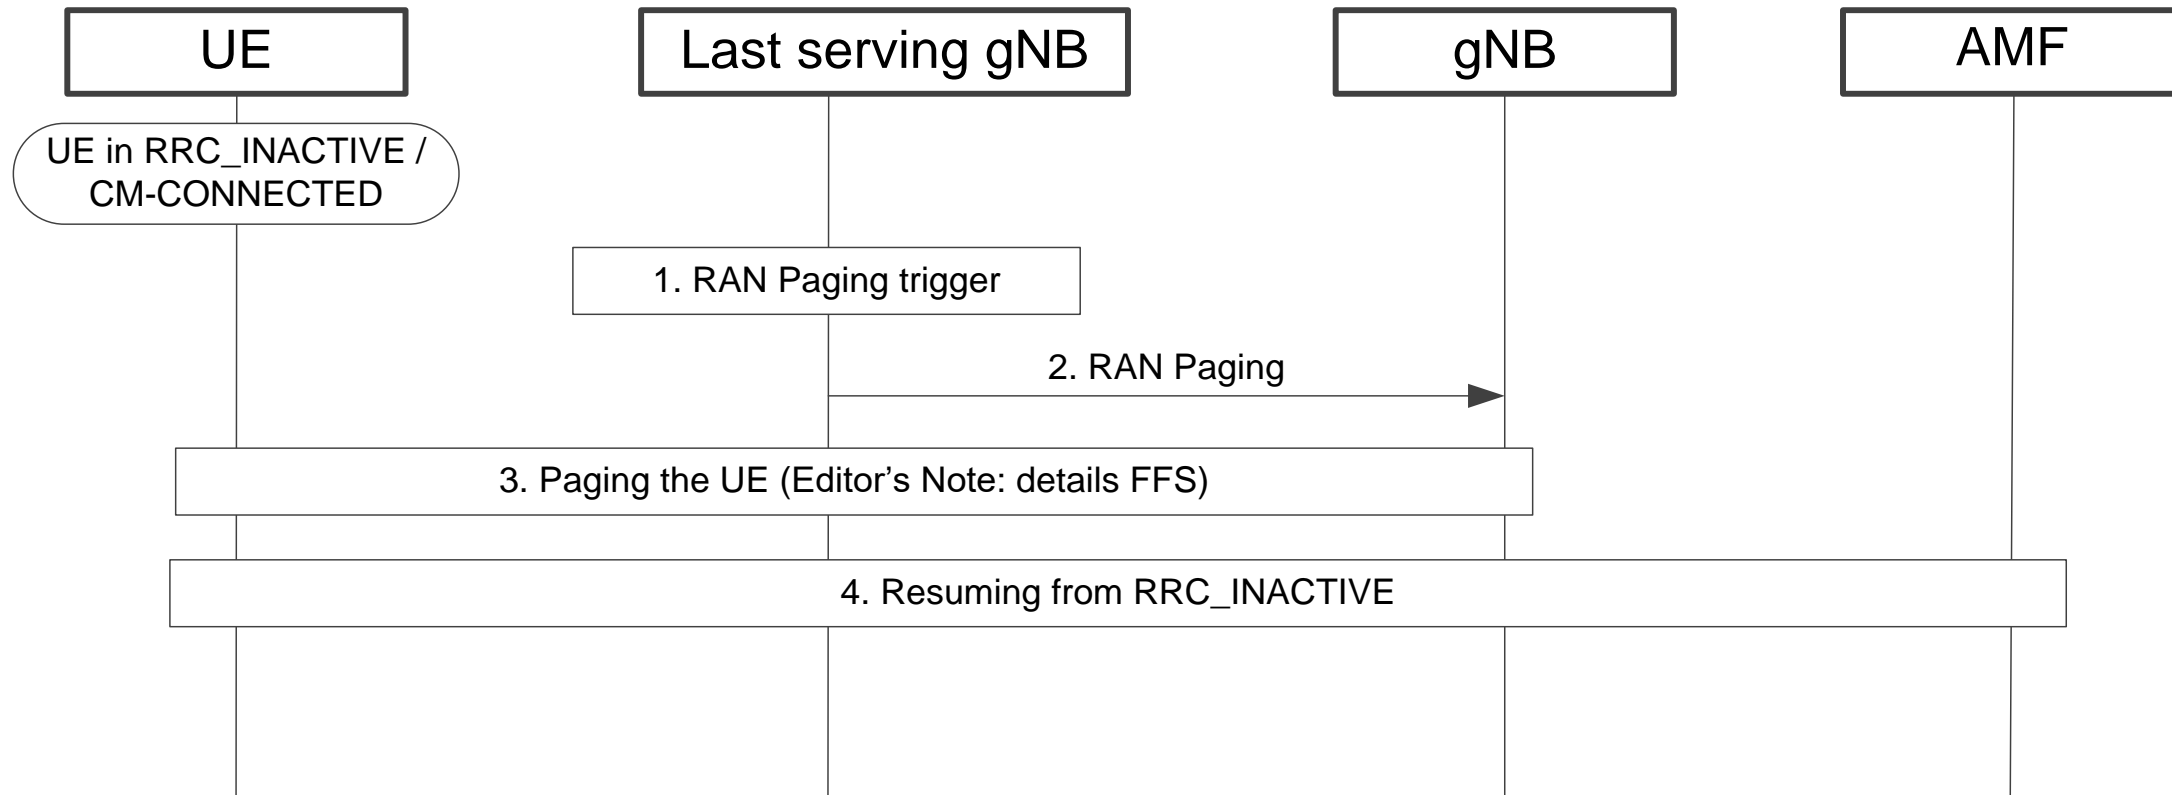 UE
Last serving gNB
gNB
AMF
UE in RRC_INACTIVE /
CM-CONNECTED
1. RAN Paging trigger
2. RAN Paging
3. Paging the UE (Editor’s Note: details FFS)
4. Resuming from RRC_INACTIVE